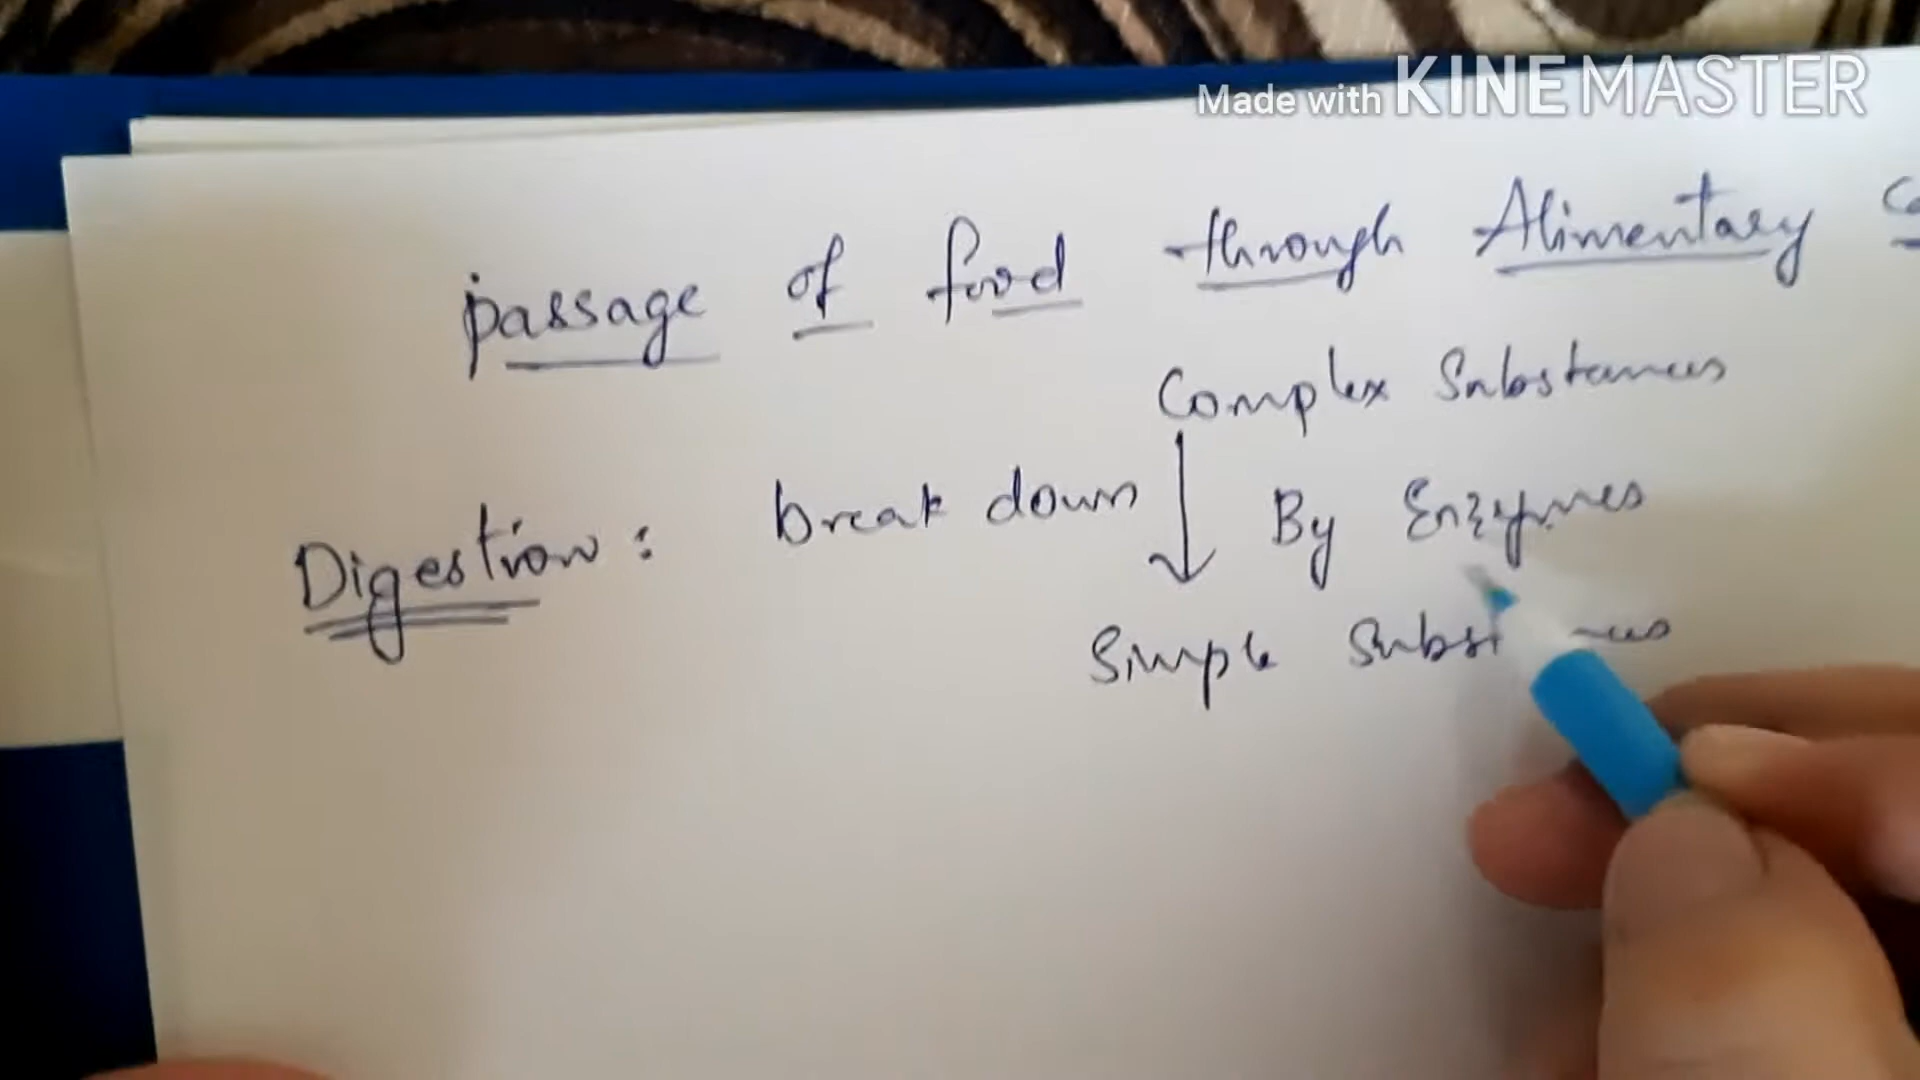 Made with KINEMASTER
passage of food through Alimentary
Complex Substances
Digestion : break down By Enzymes
Simple